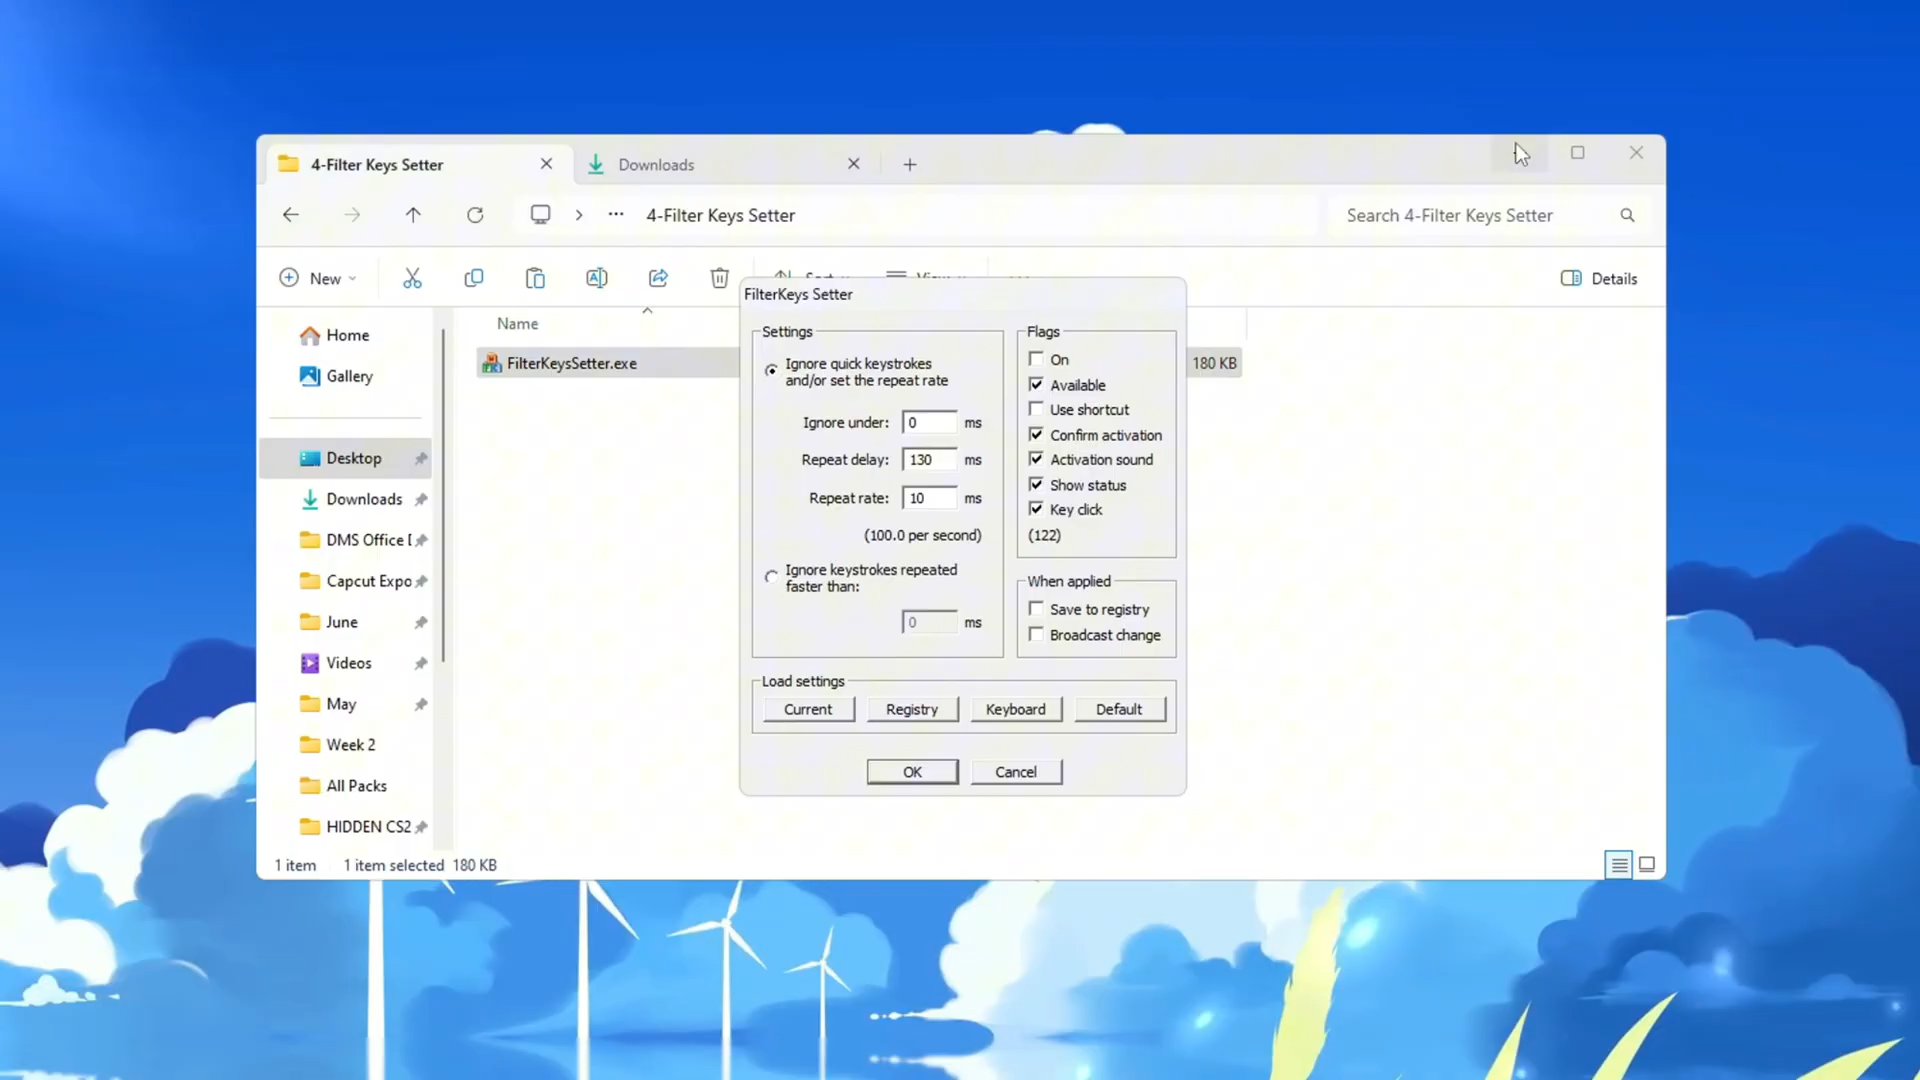 4-Filter Keys Setter
Downloads
4-Filter Keys Setter
Search 4-Filter Keys Setter
New
Details
Name
FilterKeysSetter.exe
180 KB
Home
Gallery
Desktop
Downloads
DMS Office
Capcut Expo
June
Videos
May
Week 2
All Packs
HIDDEN CS2
FilterKeys Setter
Settings
Ignore quick keystrokes
and/or set the repeat rate
Ignore under: 0 ms
Repeat delay: 130 ms
Repeat rate: 10 ms
(100.0 per second)
Ignore keystrokes repeated
faster than:
0 ms
Flags
On
Available
Use shortcut
Confirm activation
Activation sound
Show status
Key click
(122)
When applied
Save to registry
Broadcast change
Load settings
Current
Registry
Keyboard
Default
OK
Cancel
1 item
1 item selected 180 KB